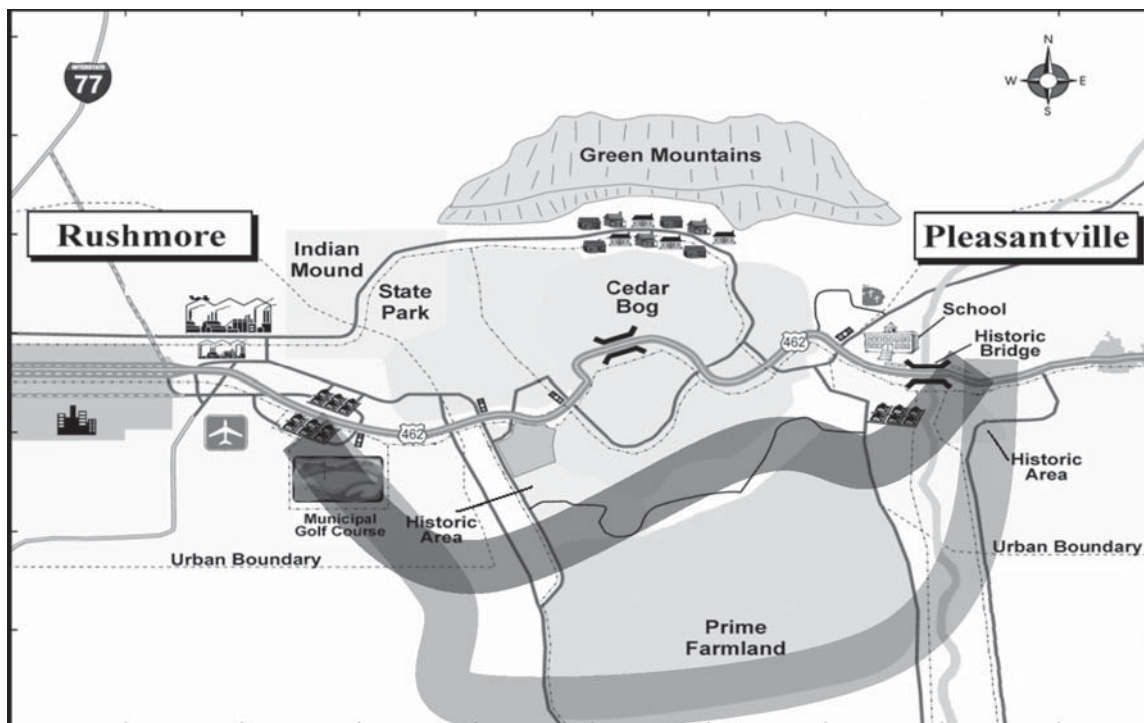 INTERSTATE
77
N
W E
S
Green Mountains
Rushmore
Pleasantville
Indian
Mound
State
Park
Cedar
Bog
School
Historic
Bridge
462
462
Historic
Area
Municipal
Golf Course
Historic
Area
Urban Boundary
Urban Boundary
Prime
Farmland